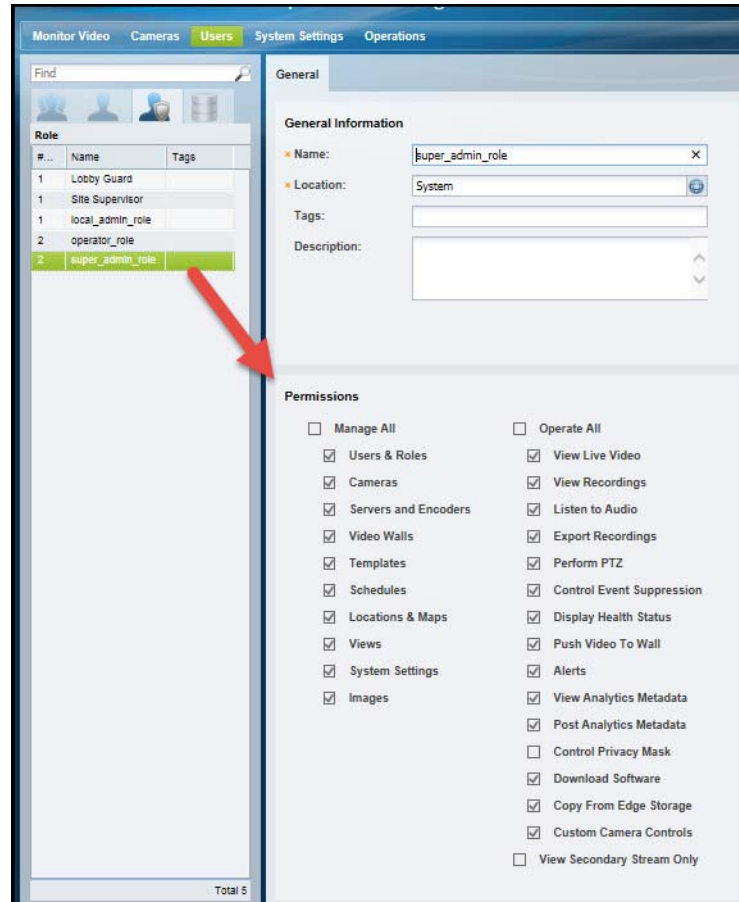 Monitor Video Cameras Users System Settings Operations
Find
Role
#... Name Tags
1 Lobby Guard
1 Site Supervisor
1 local_admin_role
2 operator_role
2 super_admin_role
Total 5
General
General Information
Name: super_admin_role
Location: System
Tags:
Description:
Permissions
Manage All
Users & Roles
Cameras
Servers and Encoders
Video Walls
Templates
Schedules
Locations & Maps
Views
System Settings
Images
Operate All
View Live Video
View Recordings
Listen to Audio
Export Recordings
Perform PTZ
Control Event Suppression
Display Health Status
Push Video To Wall
Alerts
View Analytics Metadata
Post Analytics Metadata
Control Privacy Mask
Download Software
Copy From Edge Storage
Custom Camera Controls
View Secondary Stream Only